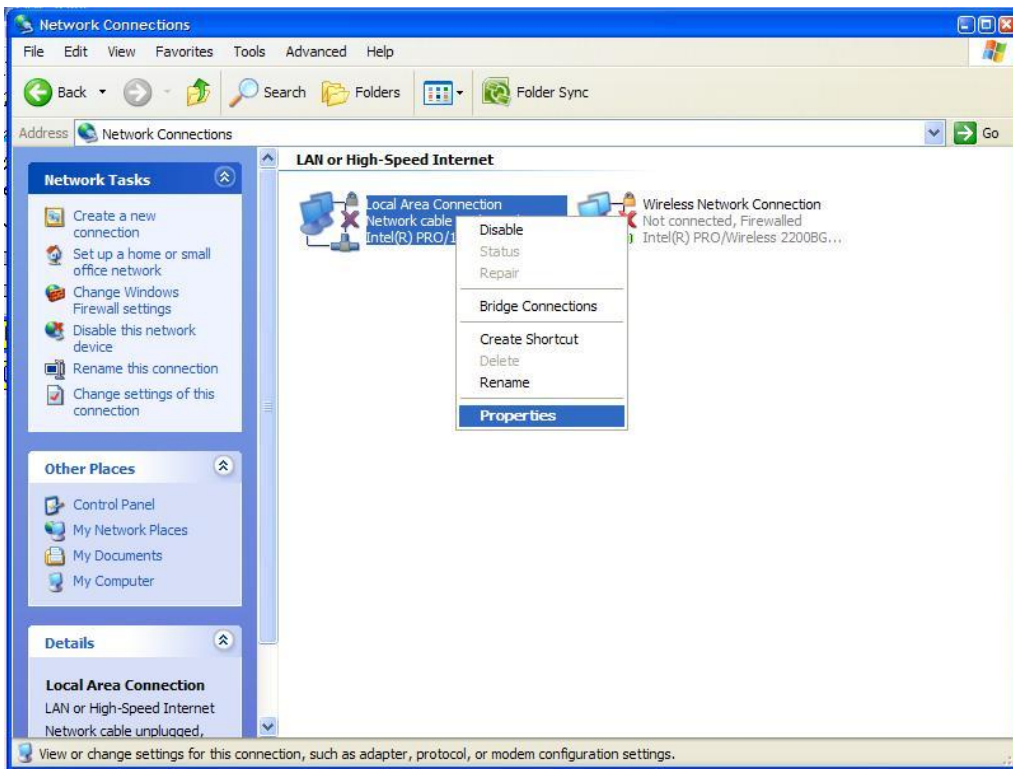 Network Connections
File Edit View Favorites Tools Advanced Help
Back Search Folders Folder Sync
Address Network Connections Go
Network Tasks
Create a new
connection
Set up a home or small
office network
Change Windows
Firewall settings
Disable this network
device
Rename this connection
Change settings of this
connection
Other Places
Control Panel
My Network Places
My Documents
My Computer
Details
Local Area Connection
LAN or High-Speed Internet
Network cable unplugged,
LAN or High-Speed Internet
Local Area Connection
Network cable
Intel(R) PRO/1
Wireless Network Connection
Not connected, Firewalled
Intel(R) PRO/Wireless 2200BG...
Disable
Status
Repair
Bridge Connections
Create Shortcut
Delete
Rename
Properties
View or change settings for this connection, such as adapter, protocol, or modem configuration settings.